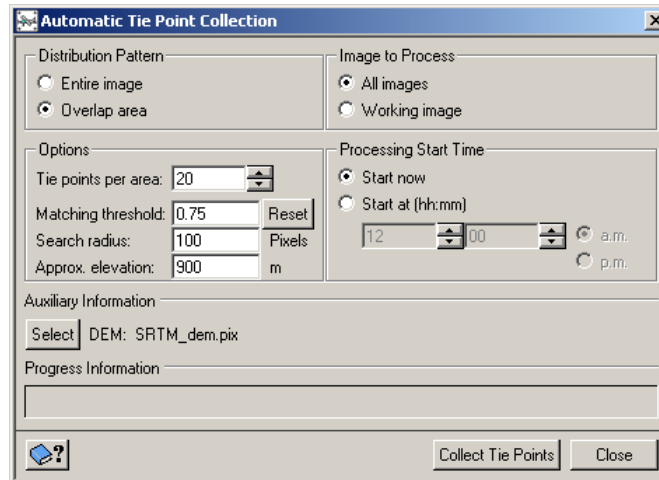 Automatic Tie Point Collection
Distribution Pattern
Entire image
Overlap area
Image to Process
All images
Working image
Options
Tie points per area: 20
Matching threshold: 0.75 Reset
Search radius: 100 Pixels
Approx. elevation: 900 m
Processing Start Time
Start now
Start at (hh:mm)
12 00 a.m.
p.m.
Auxiliary Information
Select DEM: SRTM_dem.pix
Progress Information
? Collect Tie Points Close